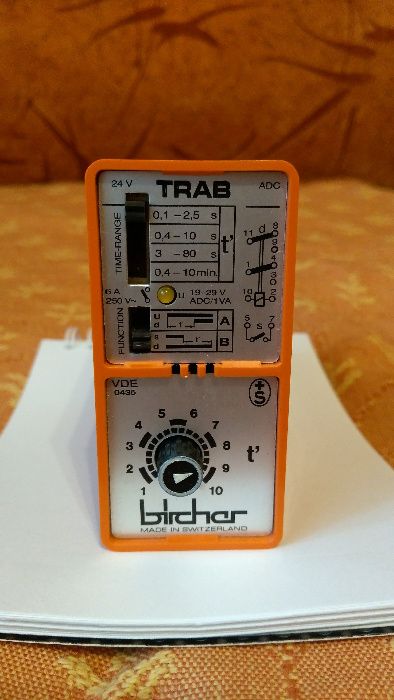 24 V TRAB ADC
TIME-RANGE
0,1 – 2,5 s
0,4 – 10 s
3 – 80 s
0,4 – 10 min.
t'
11 d 8
9
1 4
3
10 2
6 A
250 V~
u 19–29 V
ADC/1VA
5 s 7
FUNCTION
u
d t A
s
d t B
VDE
0435
+S
1 2 3 4 5 6 7 8 9 10
t'
bircher
MADE IN SWITZERLAND